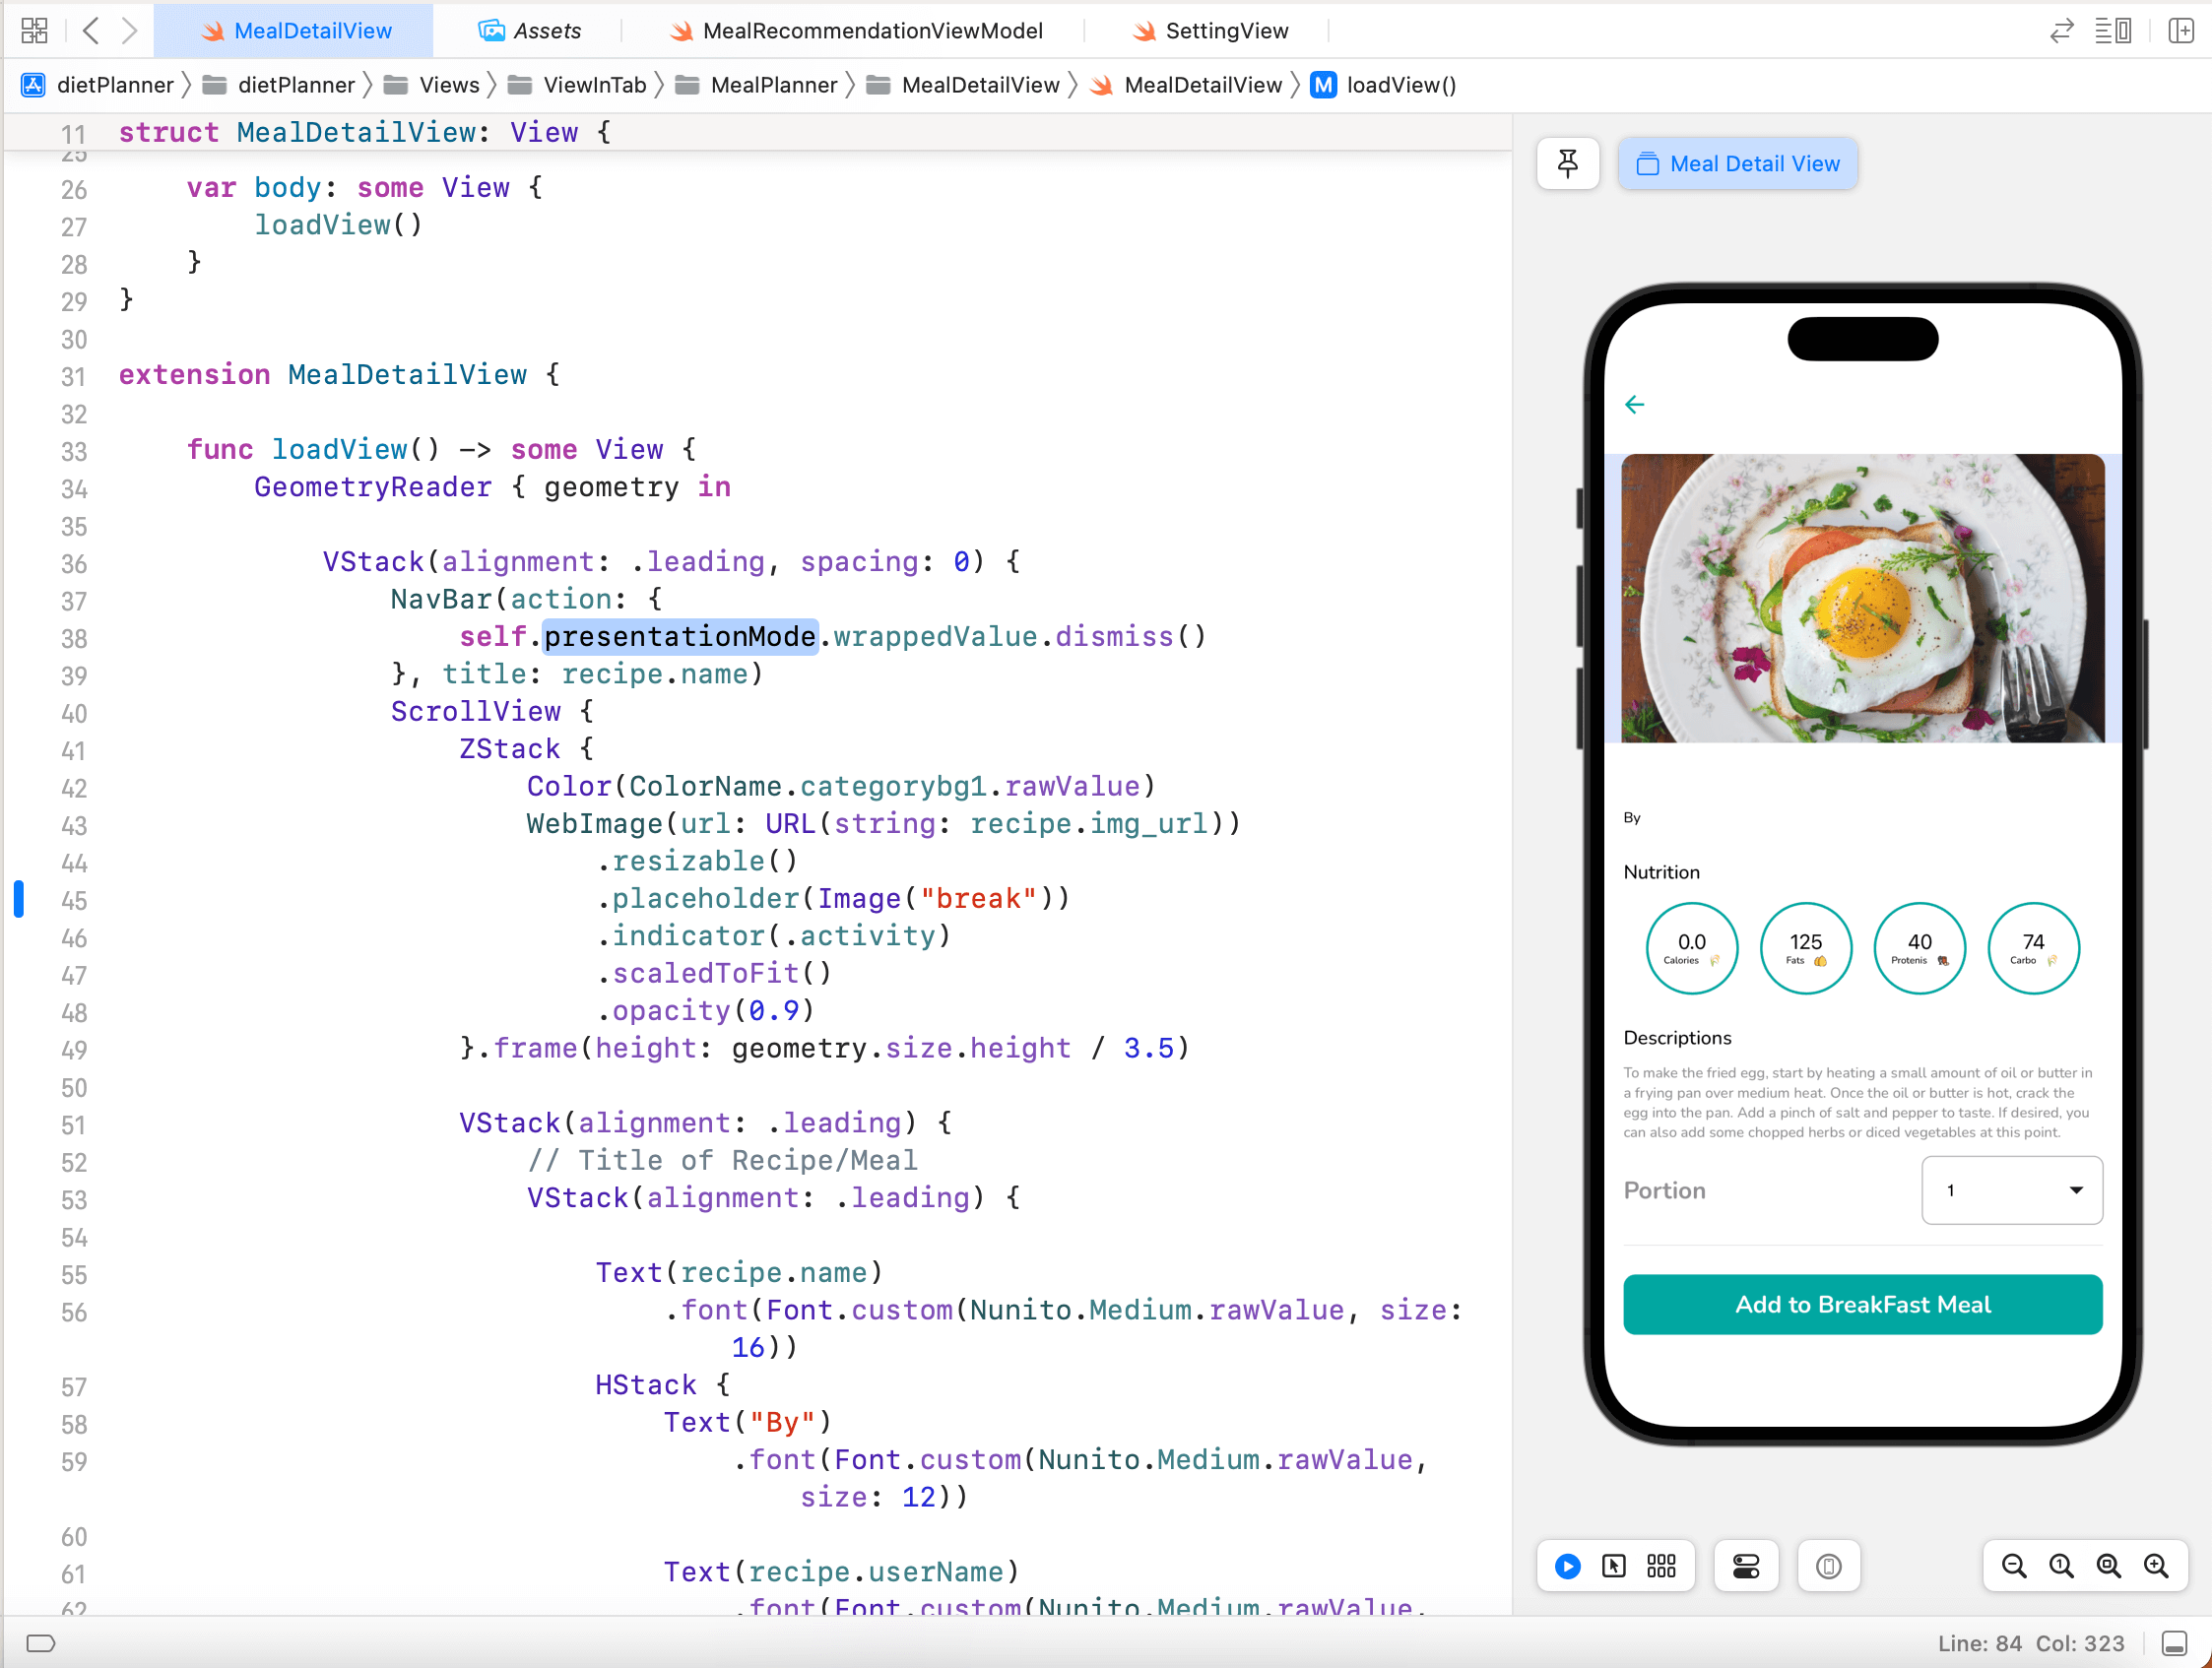 MealDetailView
Assets
MealRecommendationViewModel
SettingView
dietPlanner
dietPlanner
Views
ViewInTab
MealPlanner
MealDetailView
MealDetailView
M
loadView()
11 struct MealDetailView: View {
25
26 var body: some View {
27 loadView()
28 }
29 }
30
31 extension MealDetailView {
32
33 func loadView() -> some View {
34 GeometryReader { geometry in
35
36 VStack(alignment: .leading, spacing: 0) {
37 NavBar(action: {
38 self.presentationMode.wrappedValue.dismiss()
39 }, title: recipe.name)
40 ScrollView {
41 ZStack {
42 Color(ColorName.categorybg1.rawValue)
43 WebImage(url: URL(string: recipe.img_url))
44 .resizable()
45 .placeholder(Image("break"))
46 .indicator(.activity)
47 .scaledToFit()
48 .opacity(0.9)
49 }.frame(height: geometry.size.height / 3.5)
50
51 VStack(alignment: .leading) {
52 // Title of Recipe/Meal
53 VStack(alignment: .leading) {
54
55 Text(recipe.name)
56 .font(Font.custom(Nunito.Medium.rawValue, size:
16))
57 HStack {
58 Text("By")
59 .font(Font.custom(Nunito.Medium.rawValue,
size: 12))
60
61 Text(recipe.userName)
62 .font(Font.custom(Nunito.Medium.rawValue,
Meal Detail View
By
Nutrition
0.0
Calories
125
Fats
40
Protenis
74
Carbo
Descriptions
To make the fried egg, start by heating a small amount of oil or butter in
a frying pan over medium heat. Once the oil or butter is hot, crack the
egg into the pan. Add a pinch of salt and pepper to taste. If desired, you
can also add some chopped herbs or diced vegetables at this point.
Portion
1
Add to BreakFast Meal
Line: 84 Col: 323